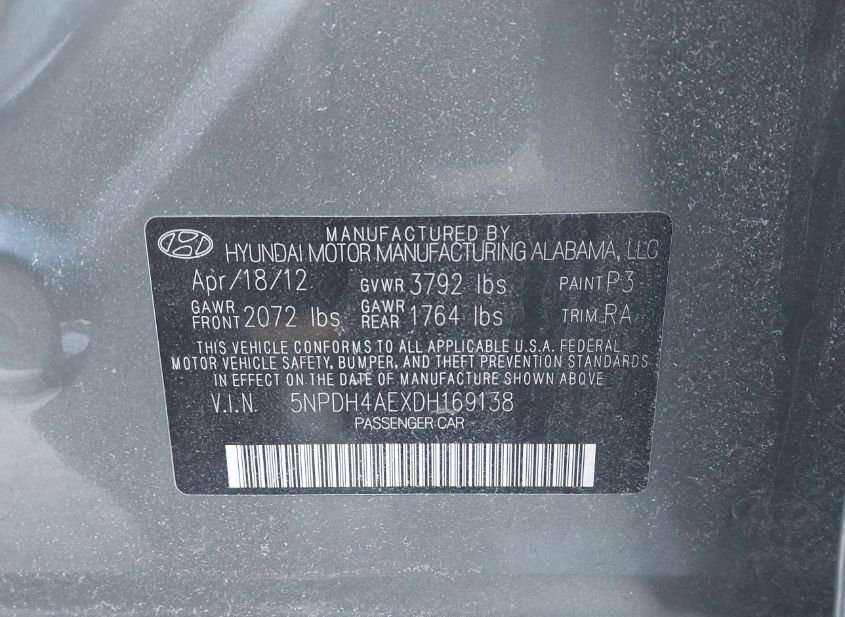 MANUFACTURED BY
HYUNDAI MOTOR MANUFACTURING ALABAMA, LLC
Apr/18/12 GVWR 3792 lbs PAINT P3
GAWR FRONT 2072 lbs GAWR REAR 1764 lbs TRIM RA
THIS VEHICLE CONFORMS TO ALL APPLICABLE U.S.A. FEDERAL
MOTOR VEHICLE SAFETY, BUMPER, AND THEFT PREVENTION STANDARDS
IN EFFECT ON THE DATE OF MANUFACTURE SHOWN ABOVE
V.I.N. 5NPDH4AEXDH169138
PASSENGER CAR